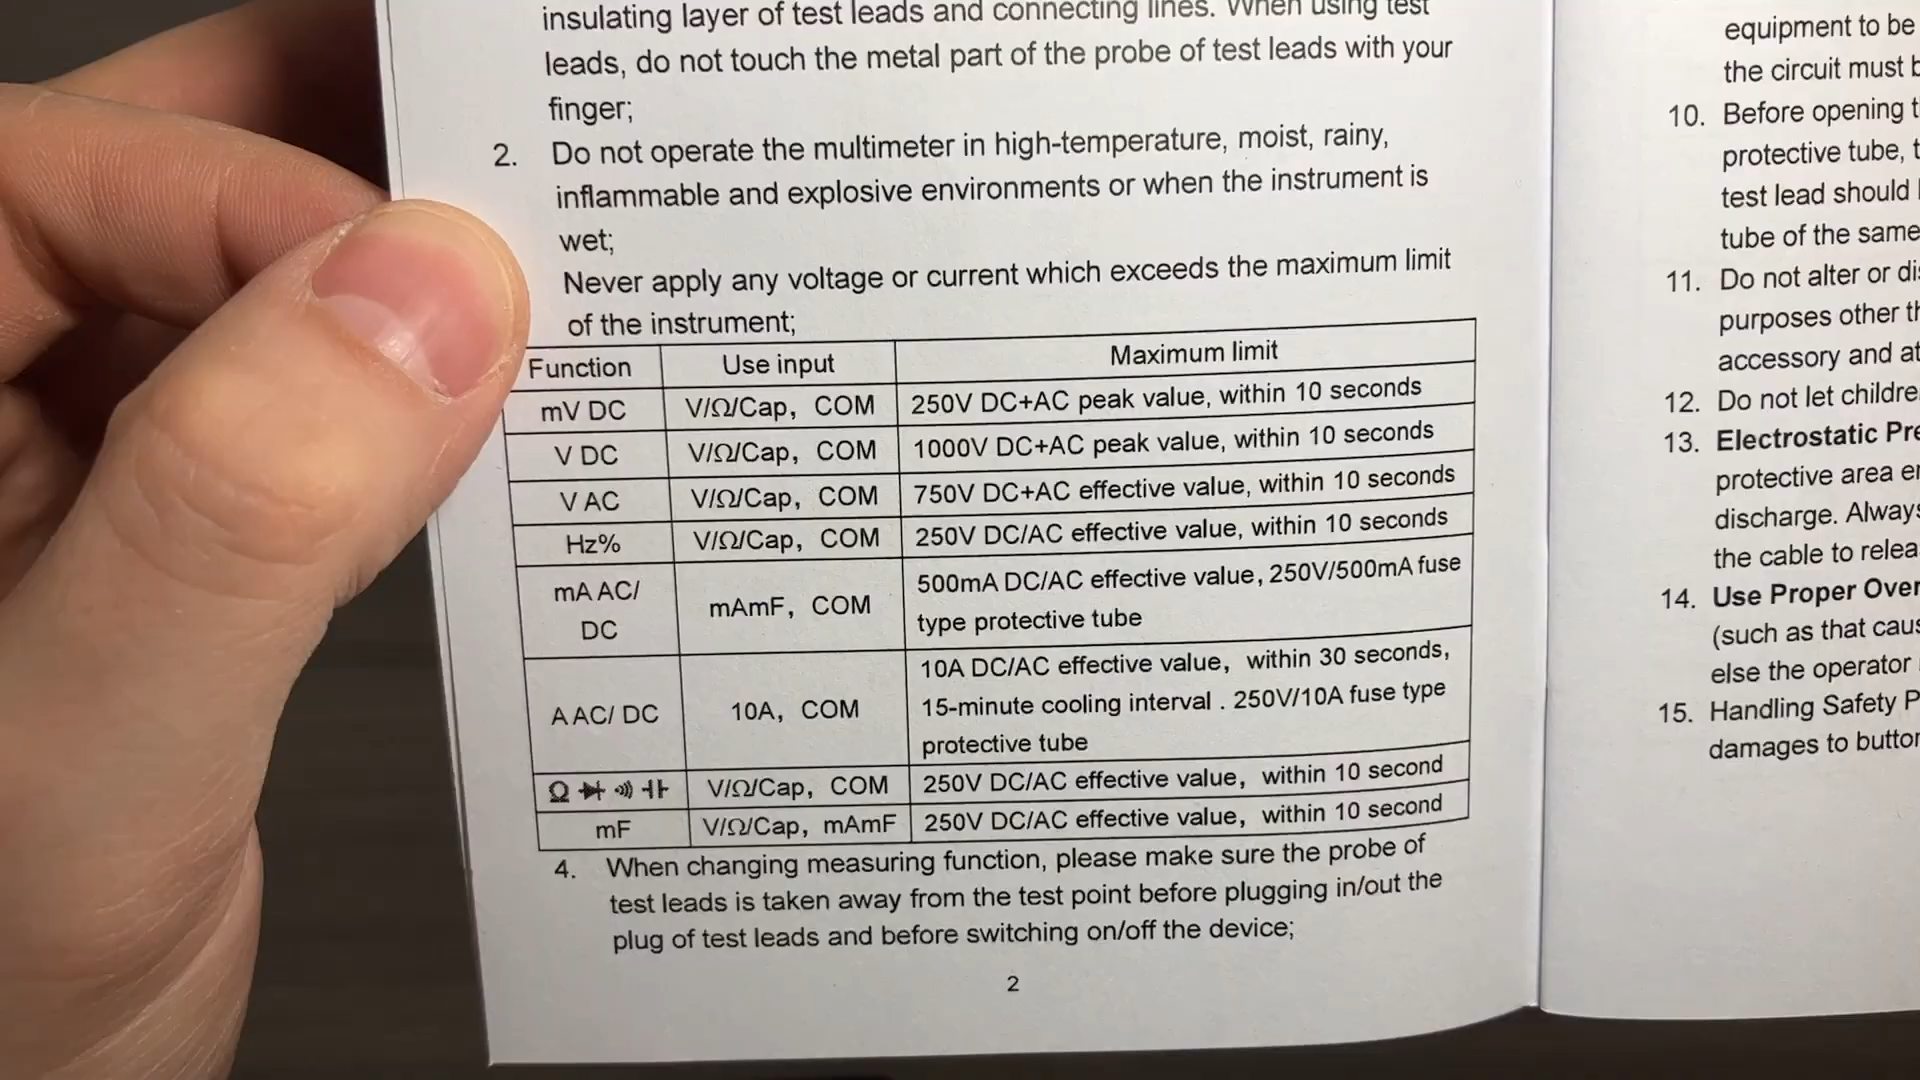 insulating layer of test leads and connecting lines. When using test
leads, do not touch the metal part of the probe of test leads with your
finger;
2. Do not operate the multimeter in high-temperature, moist, rainy,
inflammable and explosive environments or when the instrument is
wet;
Never apply any voltage or current which exceeds the maximum limit
of the instrument;
Function Use input Maximum limit
mV DC V/Ω/Cap, COM 250V DC+AC peak value, within 10 seconds
V DC V/Ω/Cap, COM 1000V DC+AC peak value, within 10 seconds
V AC V/Ω/Cap, COM 750V DC+AC effective value, within 10 seconds
Hz% V/Ω/Cap, COM 250V DC/AC effective value, within 10 seconds
mA AC/
DC
mAmF, COM
500mA DC/AC effective value, 250V/500mA fuse
type protective tube
A AC/ DC
10A, COM
10A DC/AC effective value, within 30 seconds,
15-minute cooling interval . 250V/10A fuse type
protective tube
Ω V/Ω/Cap, COM 250V DC/AC effective value, within 10 second
mF V/Ω/Cap, mAmF 250V DC/AC effective value, within 10 second
4. When changing measuring function, please make sure the probe of
test leads is taken away from the test point before plugging in/out the
plug of test leads and before switching on/off the device;
2
equipment to be
the circuit must
10. Before opening
protective tube,
test lead should
tube of the same
11. Do not alter or
purposes other
accessory and
12. Do not let
13. Electrostatic
protective area
discharge. Always
the cable to
14. Use Proper
(such as that
else the operator
15. Handling Safety
damages to